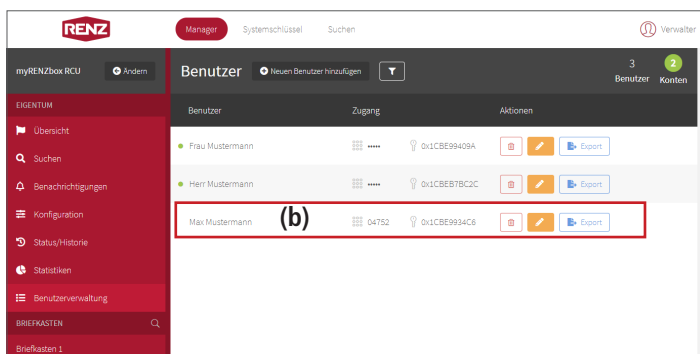 RENZ
Manager Systemschlüssel Suchen Verwalter
myRENZbox RCU Ändern Benutzer Neuen Benutzer hinzufügen 3 Benutzer 2 Konten
EIGENTUM
Benutzer Zugang Aktionen
Übersicht
Frau Mustermann ••••• 0x1CBE99409A Export
Suchen
Benachrichtigungen
Herr Mustermann ••••• 0x1CBEEB7BC2C Export
Konfiguration
Max Mustermann (b) 04752 0x1CBE9934C6 Export
Status/Historie
Statistiken
Benutzerverwaltung
BRIEFKASTEN
Briefkasten 1